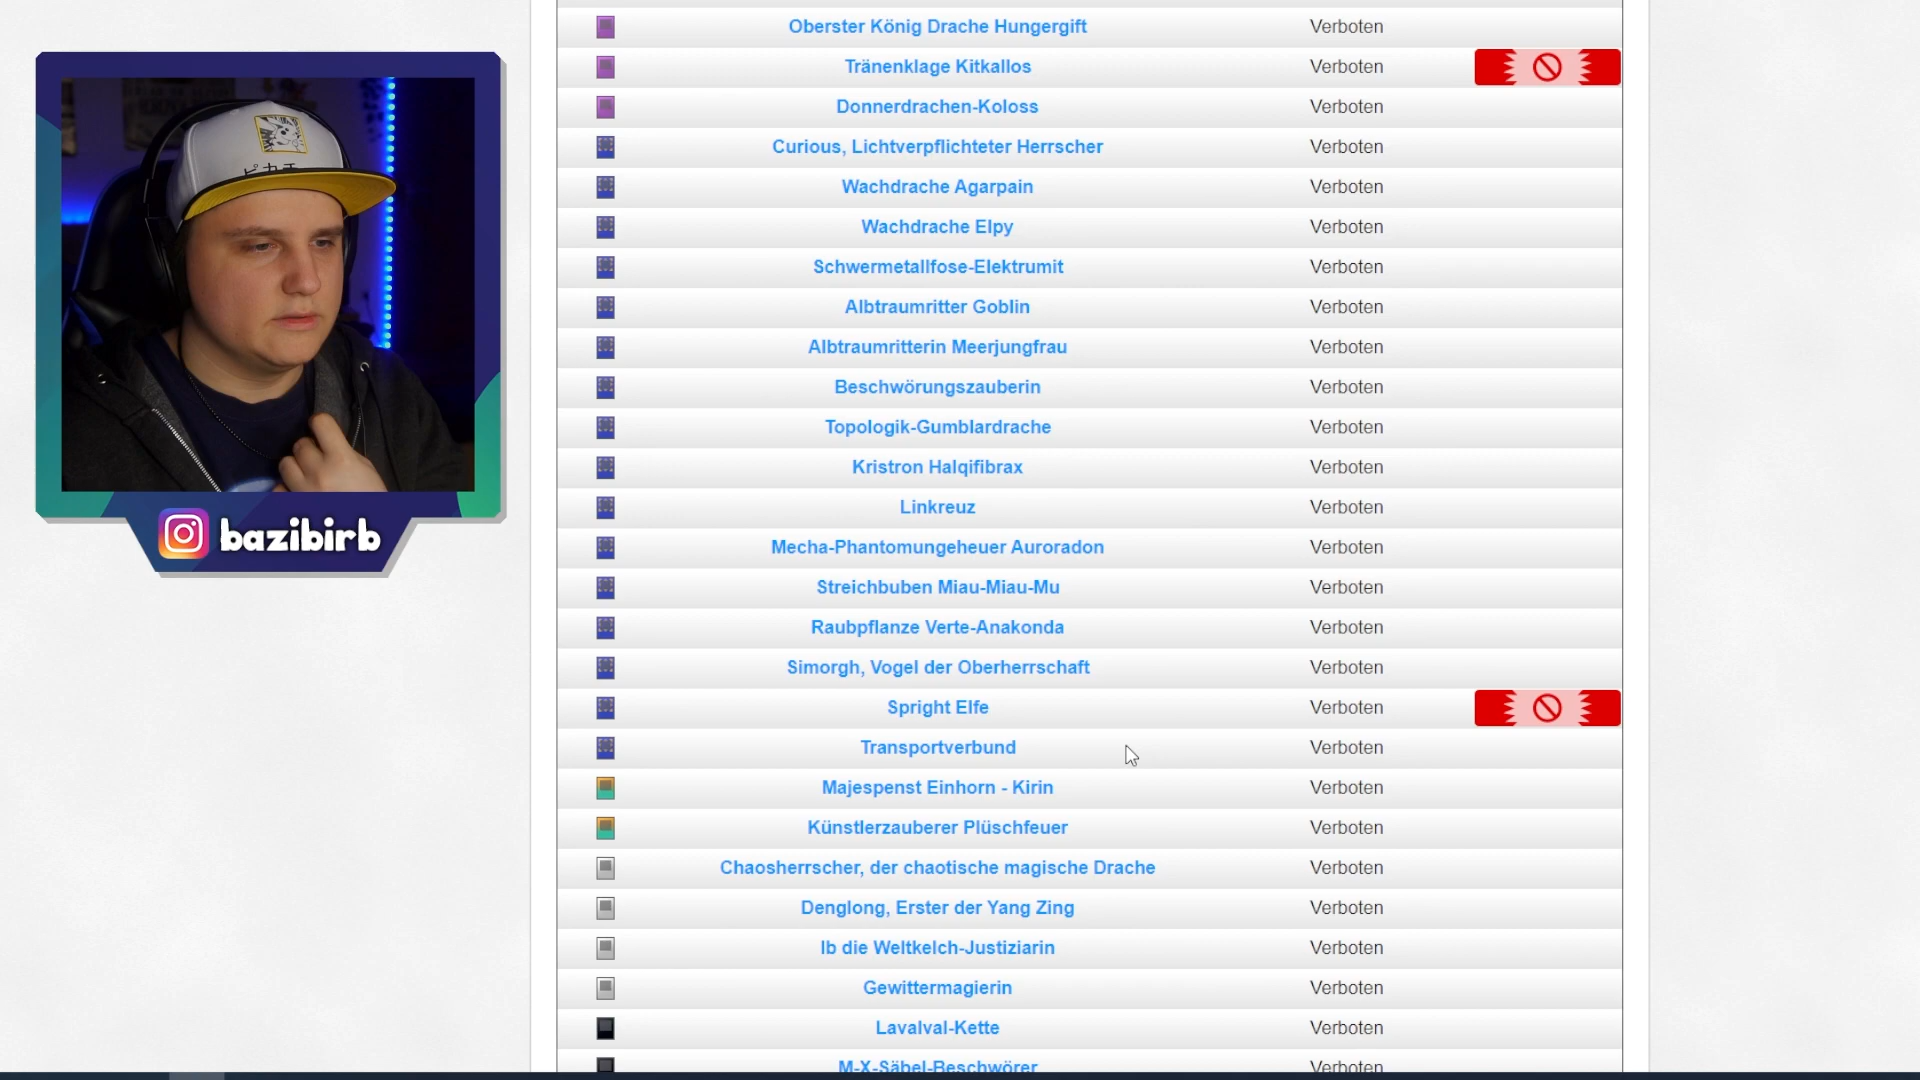 Oberster König Drache Hungergift Verboten
Tränenklage Kitkallos Verboten
Donnerdrachen-Koloss Verboten
Curious, Lichtverpflichteter Herrscher Verboten
Wachdrache Agarpain Verboten
Wachdrache Elpy Verboten
Schwermetallfose-Elektrumit Verboten
Albtraumritter Goblin Verboten
Albtraumritterin Meerjungfrau Verboten
Beschwörungszauberin Verboten
Topologik-Gumblardrache Verboten
Kristron Halqifibrax Verboten
Linkreuz Verboten
Mecha-Phantomungeheuer Auroradon Verboten
Streichbuben Miau-Miau-Mu Verboten
Raubpflanze Verte-Anakonda Verboten
Simorgh, Vogel der Oberherrschaft Verboten
Spright Elfe Verboten
Transportverbund Verboten
Majespenst Einhorn - Kirin Verboten
Künstlerzauberer Plüschfeuer Verboten
Chaosherrscher, der chaotische magische Drache Verboten
Denglong, Erster der Yang Zing Verboten
Ib die Weltkelch-Justiziarin Verboten
Gewittermagierin Verboten
Lavalval-Kette Verboten
M-X-Säbel-Beschwörer Verboten
bazibirb